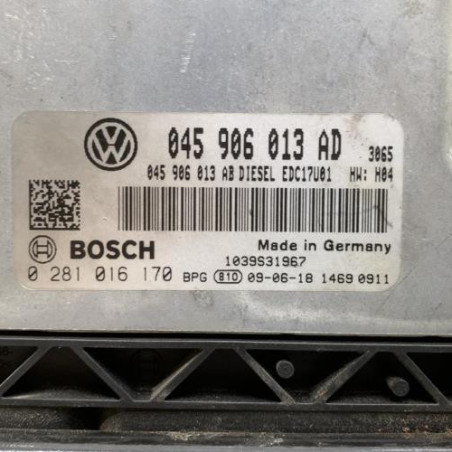 045 906 013 AD 3065
045 906 013 AB DIESEL EDC17U01 HW: H04
BOSCH Made in Germany
1039S31967
0 281 016 170 BPG 810 09-06-18 1469 0911